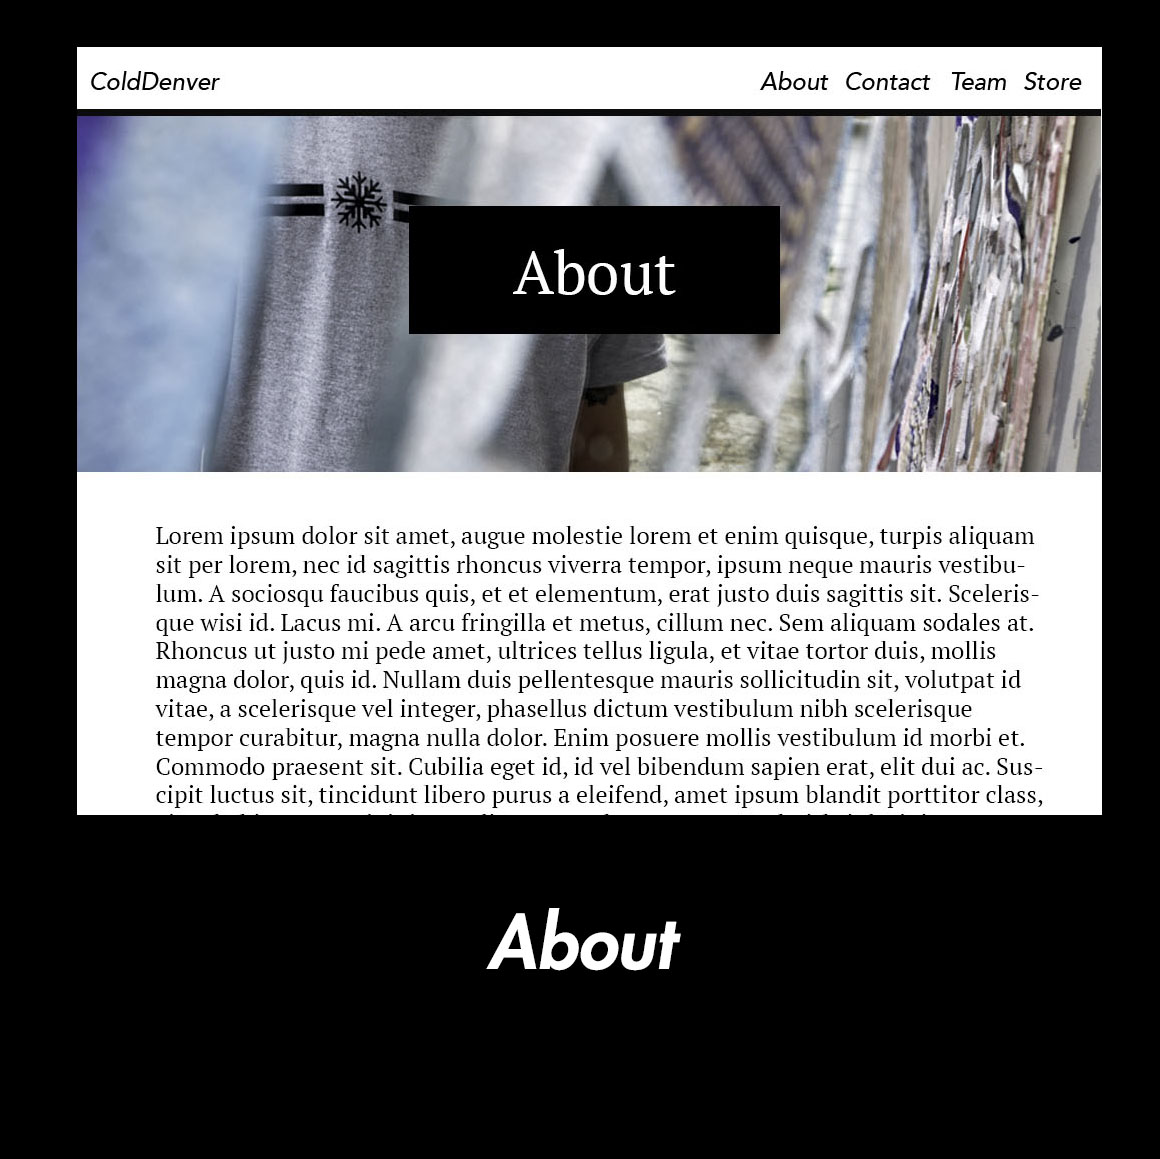 ColdDenver
About Contact Team Store
About
Lorem ipsum dolor sit amet, augue molestie lorem et enim quisque, turpis aliquam
sit per lorem, nec id sagittis rhoncus viverra tempor, ipsum neque mauris vestibu-
lum. A sociosqu faucibus quis, et et elementum, erat justo duis sagittis sit. Sceleris-
que wisi id. Lacus mi. A arcu fringilla et metus, cillum nec. Sem aliquam sodales at.
Rhoncus ut justo mi pede amet, ultrices tellus ligula, et vitae tortor duis, mollis
magna dolor, quis id. Nullam duis pellentesque mauris sollicitudin sit, volutpat id
vitae, a scelerisque vel integer, phasellus dictum vestibulum nibh scelerisque
tempor curabitur, magna nulla dolor. Enim posuere mollis vestibulum id morbi et.
Commodo praesent sit. Cubilia eget id, id vel bibendum sapien erat, elit dui ac. Sus-
cipit luctus sit, tincidunt libero purus a eleifend, amet ipsum blandit porttitor class,
About